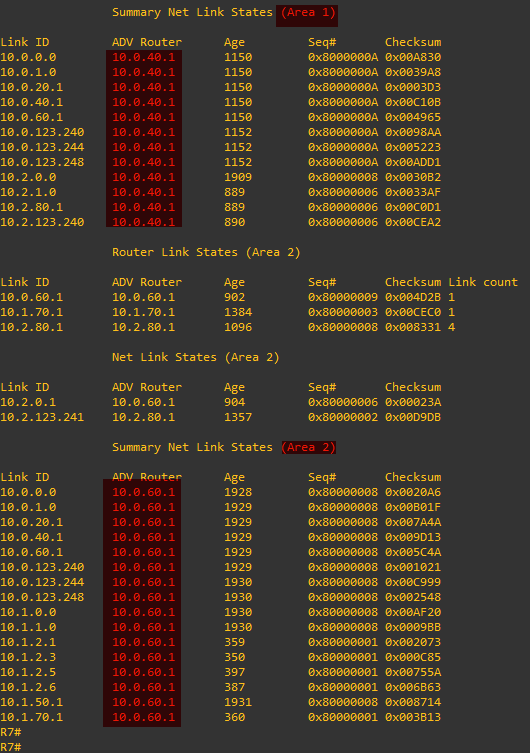 Summary Net Link States (Area 1)
Link ID ADV Router Age Seq# Checksum
10.0.0.0 10.0.40.1 1150 0x8000000A 0x00A830
10.0.1.0 10.0.40.1 1150 0x8000000A 0x0039A8
10.0.20.1 10.0.40.1 1150 0x8000000A 0x0003D3
10.0.40.1 10.0.40.1 1150 0x8000000A 0x00C10B
10.0.60.1 10.0.40.1 1150 0x8000000A 0x004965
10.0.123.240 10.0.40.1 1152 0x8000000A 0x0098AA
10.0.123.244 10.0.40.1 1152 0x8000000A 0x005223
10.0.123.248 10.0.40.1 1152 0x8000000A 0x00ADD1
10.2.0.0 10.0.40.1 1909 0x80000008 0x0030B2
10.2.1.0 10.0.40.1 889 0x80000006 0x0033AF
10.2.80.1 10.0.40.1 889 0x80000006 0x00C0D1
10.2.123.240 10.0.40.1 890 0x80000006 0x00CEA2
Router Link States (Area 2)
Link ID ADV Router Age Seq# Checksum Link count
10.0.60.1 10.0.60.1 902 0x80000009 0x004D2B 1
10.1.70.1 10.1.70.1 1384 0x80000003 0x00CEC0 1
10.2.80.1 10.2.80.1 1096 0x80000008 0x008331 4
Net Link States (Area 2)
Link ID ADV Router Age Seq# Checksum
10.2.0.1 10.0.60.1 904 0x80000006 0x00023A
10.2.123.241 10.2.80.1 1357 0x80000002 0x00D9DB
Summary Net Link States (Area 2)
Link ID ADV Router Age Seq# Checksum
10.0.0.0 10.0.60.1 1928 0x80000008 0x0020A6
10.0.1.0 10.0.60.1 1929 0x80000008 0x00B01F
10.0.20.1 10.0.60.1 1929 0x80000008 0x007A4A
10.0.40.1 10.0.60.1 1929 0x80000008 0x009D13
10.0.60.1 10.0.60.1 1929 0x80000008 0x005C4A
10.0.123.240 10.0.60.1 1929 0x80000008 0x001021
10.0.123.244 10.0.60.1 1930 0x80000008 0x00C999
10.0.123.248 10.0.60.1 1930 0x80000008 0x002548
10.1.0.0 10.0.60.1 1930 0x80000008 0x00AF20
10.1.1.0 10.0.60.1 1930 0x80000008 0x0009BB
10.1.2.1 10.0.60.1 359 0x80000001 0x002073
10.1.2.3 10.0.60.1 350 0x80000001 0x000C85
10.1.2.5 10.0.60.1 397 0x80000001 0x00755A
10.1.2.6 10.0.60.1 387 0x80000001 0x006B63
10.1.50.1 10.0.60.1 1931 0x80000008 0x008714
10.1.70.1 10.0.60.1 360 0x80000001 0x003B13
R7#
R7#